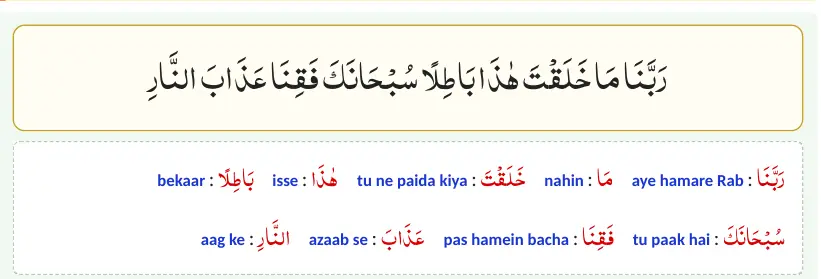 رَبَّنَا مَا خَلَقْتَ هٰذَا بَاطِلًا سُبْحَانَكَ فَقِنَا عَذَابَ النَّارِ
رَبَّنَا : aye hamare Rab مَا : nahin خَلَقْتَ : tu ne paida kiya هٰذَا : isse بَاطِلًا : bekaar
سُبْحَانَكَ : tu paak hai فَقِنَا : pas hamein bacha عَذَابَ : azaab se النَّارِ : aag ke